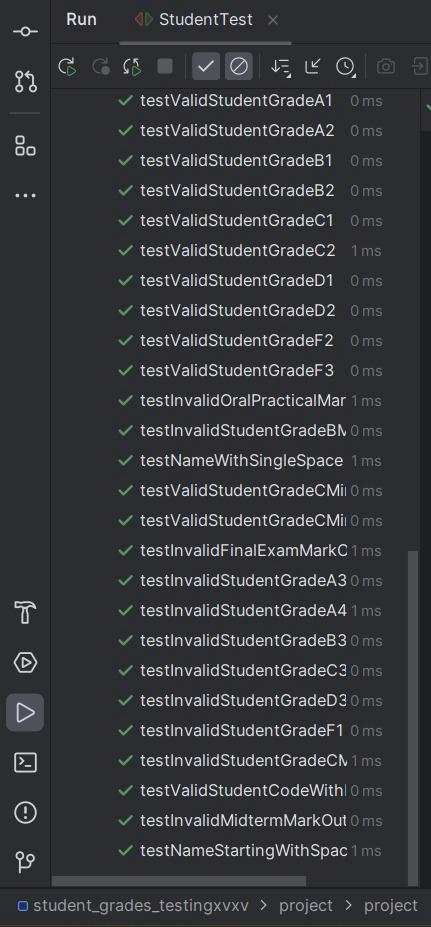 Run StudentTest
testValidStudentGradeA1 0 ms
testValidStudentGradeA2 0 ms
testValidStudentGradeB1 0 ms
testValidStudentGradeB2 0 ms
testValidStudentGradeC1 0 ms
testValidStudentGradeC2 1 ms
testValidStudentGradeD1 0 ms
testValidStudentGradeD2 0 ms
testValidStudentGradeF2 0 ms
testValidStudentGradeF3 0 ms
testInvalidOralPracticalMar 1 ms
testInvalidStudentGradeBM 0 ms
testNameWithSingleSpace 1 ms
testValidStudentGradeCMi 0 ms
testValidStudentGradeCMi 0 ms
testInvalidFinalExamMarkO 1 ms
testInvalidStudentGradeA3 0 ms
testInvalidStudentGradeA4 1 ms
testInvalidStudentGradeB3 0 ms
testInvalidStudentGradeC3 0 ms
testInvalidStudentGradeD3 0 ms
testInvalidStudentGradeF1 0 ms
testInvalidStudentGradeCM 1 ms
testValidStudentCodeWith 0 ms
testInvalidMidtermMarkOut 0 ms
testNameStartingWithSpac 1 ms
student_grades_testingxvxv > project > project